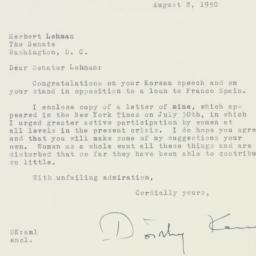 August 8, 1950
Herbert Lehman
The Senate
Washington, D. C.
Dear Senator Lehman:
Congratulations on your Korean speech and on
your stand in opposition to a loan to Franco Spain.
I enclose copy of a letter of mine, which ap-
peared in the New York Times on July 30th, in which
I urged greater active participation by women at
all levels in the present crisis. I do hope you agree
and that you will make some of my suggestions your
own. Women as a whole want all these things and are
disturbed that so far they have been able to contribu
so little.
With unfailing admiration,
Cordially yours,
Dorothy
DK:aml
encl.